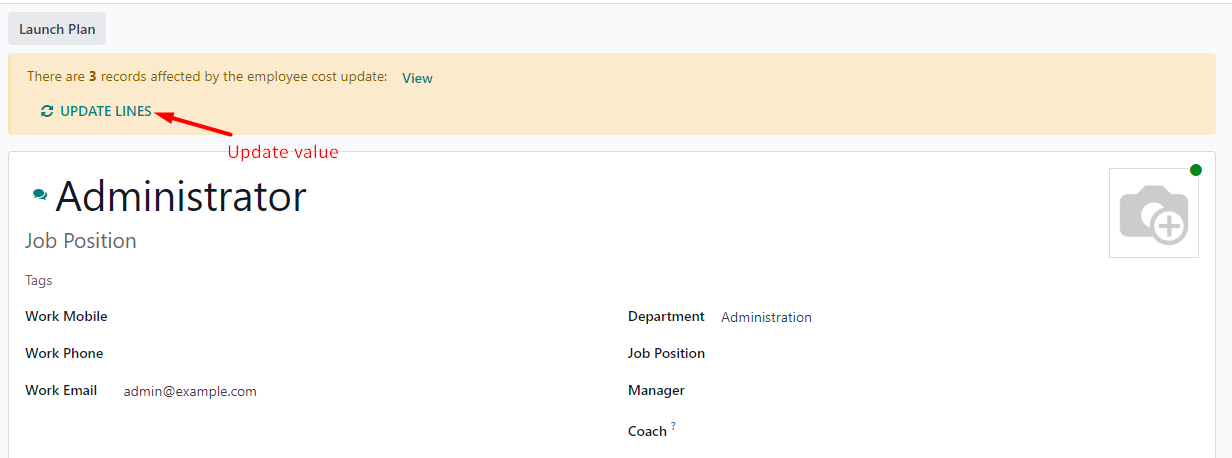 Launch Plan
There are 3 records affected by the employee cost update: View
UPDATE LINES
Update value
Administrator
Job Position
Tags
Work Mobile
Department Administration
Work Phone
Job Position
Work Email admin@example.com
Manager
Coach ?